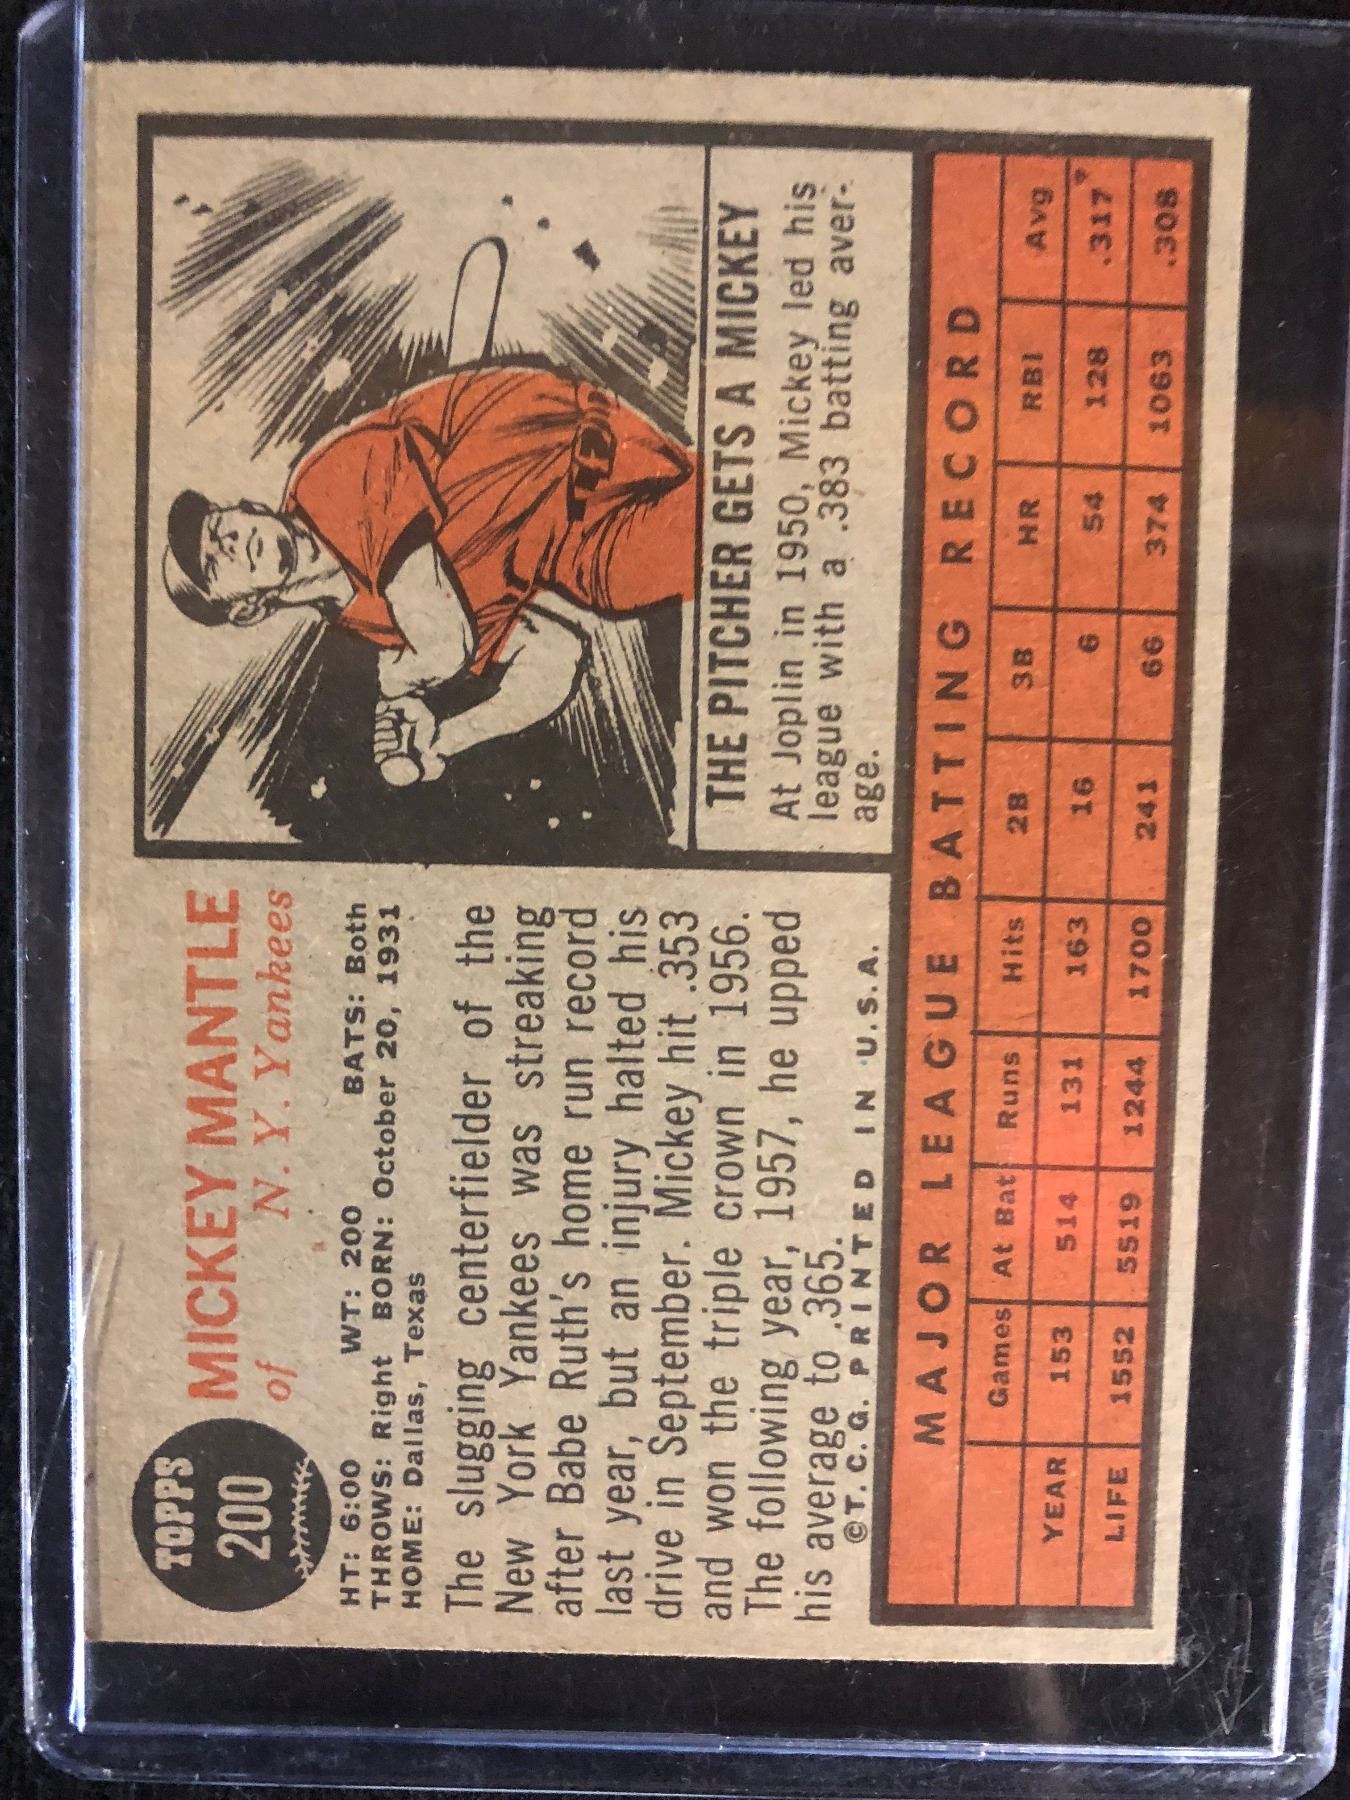 TOPPS
200
MICKEY MANTLE
of N. Y. Yankees
HT: 6:00 WT: 200 BATS: Both
THROWS: Right BORN: October 20, 1931
HOME: Dallas, Texas
The slugging centerfielder of the
New York Yankees was streaking
after Babe Ruth's home run record
last year, but an injury halted his
drive in September. Mickey hit .353
and won the triple crown in 1956.
The following year, 1957, he upped
his average to .365.
©T. C. G. PRINTED IN U.S.A.
THE PITCHER GETS A MICKEY
At Joplin in 1950, Mickey led his
league with a .383 batting aver-
age.
MAJOR LEAGUE BATTING RECORD
Games At Bat Runs Hits 2B 3B HR RBI Avg
YEAR 153 514 131 163 16 6 54 128 .317
LIFE 1552 5519 1244 1700 241 66 374 1063 .308